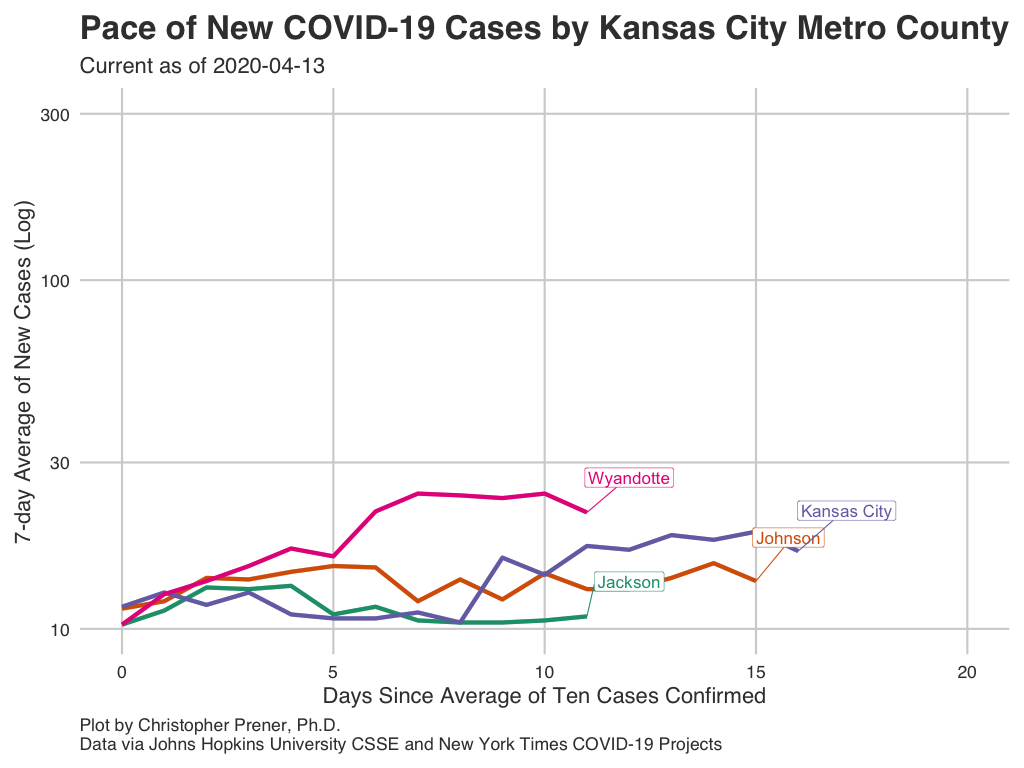 Pace of New COVID-19 Cases by Kansas City Metro County
Current as of 2020-04-13
7-day Average of New Cases (Log)
300
100
30
10
Wyandotte
Kansas City
Johnson
Jackson
0 5 10 15 20
Days Since Average of Ten Cases Confirmed
Plot by Christopher Prener, Ph.D.
Data via Johns Hopkins University CSSE and New York Times COVID-19 Projects